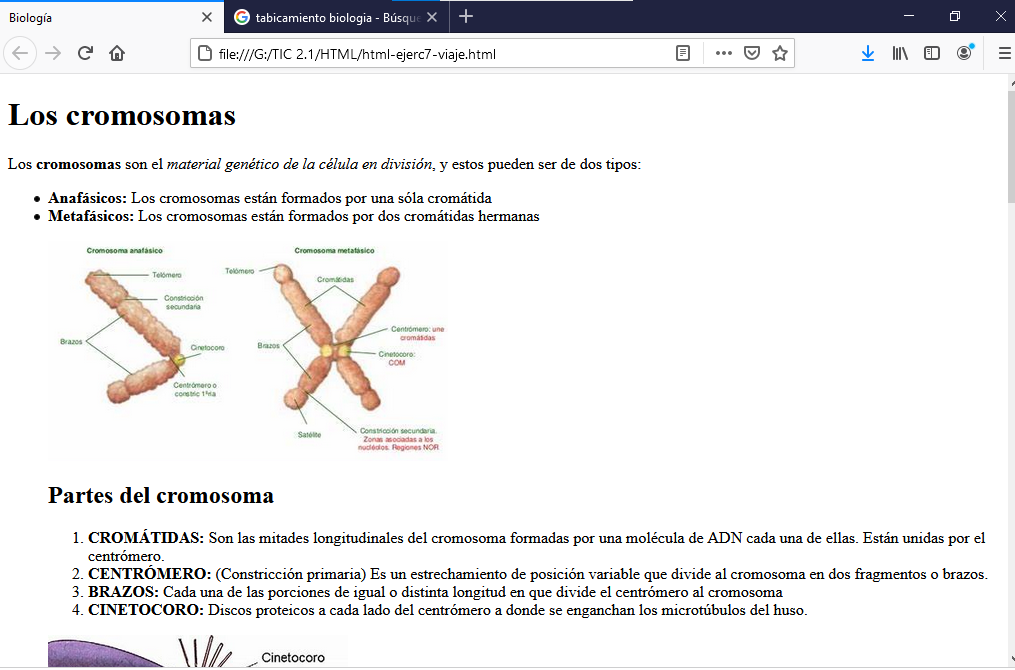 Biología
tabicamiento biologia - Búsque
file:///G:/TIC 2.1/HTML/html-ejerc7-viaje.html
Los cromosomas
Los cromosomas son el material genético de la célula en división, y estos pueden ser de dos tipos:
Anafásicos: Los cromosomas están formados por una sóla cromátida
Metafásicos: Los cromosomas están formados por dos cromátidas hermanas
Cromosoma anafásico
Telómero
Constricción
secundaria
Brazos
Cinetocoro
Centrómero o
constric 1ªria
Cromosoma metafásico
Telómero
Cromátidas
Centrómero: une
cromátidas
Brazos
Cinetocoro:
COM
Satélite
Constricción secundaria.
Zonas asociadas a los
nucléolos. Regiones NOR
Partes del cromosoma
1. CROMÁTIDAS: Son las mitades longitudinales del cromosoma formadas por una molécula de ADN cada una de ellas. Están unidas por el
centrómero.
2. CENTRÓMERO: (Constricción primaria) Es un estrechamiento de posición variable que divide al cromosoma en dos fragmentos o brazos.
3. BRAZOS: Cada una de las porciones de igual o distinta longitud en que divide el centrómero al cromosoma
4. CINETOCORO: Discos proteicos a cada lado del centrómero a donde se enganchan los microtúbulos del huso.
Cinetocoro